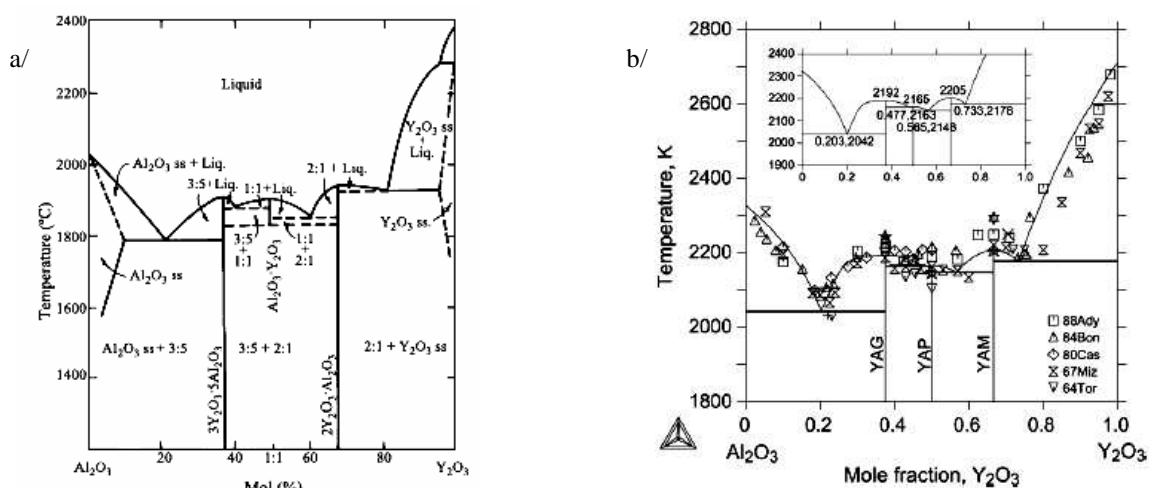 a/
2400
2200
2000
1800
1600
1400
Temperature (°C)
Liquid
Al2O3 ss + Liq.
3:5+Liq.
1:1+Liq.
2:1 + Liq.
Y2O3 ss
+
Liq.
Y2O3 ss.
Al2O3 ss
3:5
+
1:1
Al2O3·Y2O3
1:1
+
2:1
Al2O3 ss + 3:5
3Y2O3·5Al2O3
3:5 + 2:1
2Y2O3·Al2O3
2:1 + Y2O3 ss
Al2O3
20
40
1:1
60
80
Y2O3
Mol (%)
b/
2800
2600
2400
2200
2000
1800
Temperature, K
2400
2300
2200
2100
2000
1900
0.0
0.2
0.4
0.6
0.8
1.0
2192
2165
2205
0.477,2163
0.733,2178
0.203,2042
0.565,2148
YAG
YAP
YAM
88Ady
84Bon
80Cas
67Miz
64Tor
0
0.2
0.4
0.6
0.8
1.0
Al2O3
Y2O3
Mole fraction, Y2O3